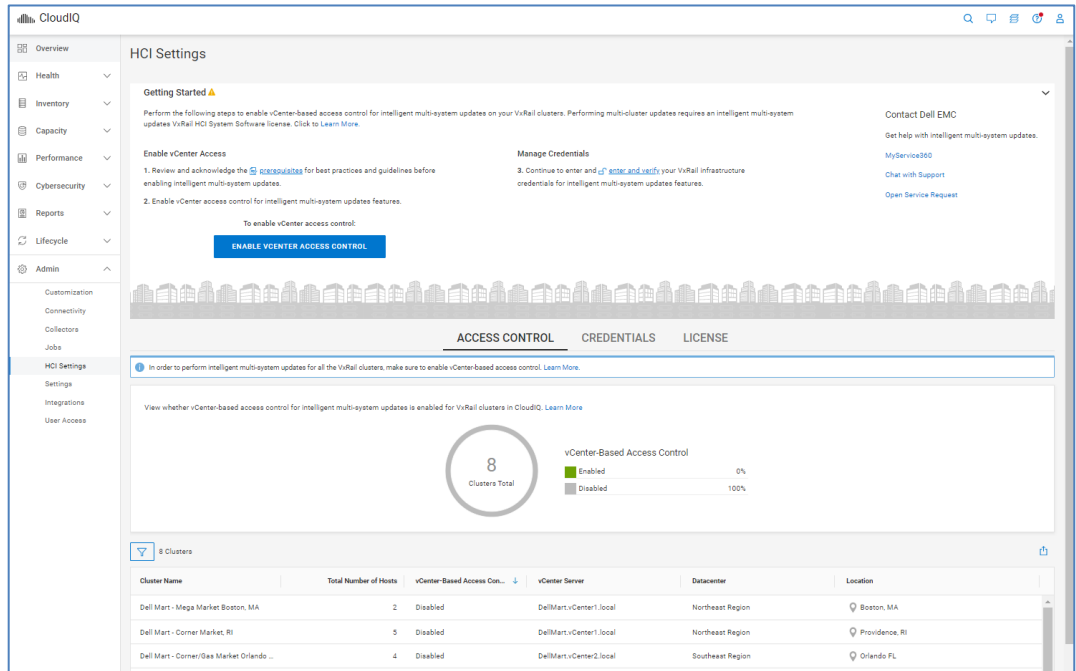 CloudIQ
Overview
Health
Inventory
Capacity
Performance
Cybersecurity
Reports
Lifecycle
Admin
Customization
Connectivity
Collectors
Jobs
HCI Settings
Settings
Integrations
User Access
HCI Settings
Getting Started
Perform the following steps to enable vCenter-based access control for intelligent multi-system updates on your VxRail clusters. Performing multi-cluster updates requires an intelligent multi-system
updates VxRail HCI System Software license. Click to Learn More.
Enable vCenter Access
1. Review and acknowledge the prerequisites for best practices and guidelines before
enabling intelligent multi-system updates.
2. Enable vCenter access control for intelligent multi-system updates features.
To enable vCenter access control:
ENABLE VCENTER ACCESS CONTROL
Manage Credentials
3. Continue to enter and enter and verify your VxRail infrastructure
credentials for intelligent multi-system updates features.
Contact Dell EMC
Get help with intelligent multi-system updates.
MyService360
Chat with Support
Open Service Request
ACCESS CONTROL CREDENTIALS LICENSE
In order to perform intelligent multi-system updates for all the VxRail clusters, make sure to enable vCenter-based access control. Learn More.
View whether vCenter-based access control for intelligent multi-system updates is enabled for VxRail clusters in CloudIQ. Learn More
8
Clusters Total
vCenter-Based Access Control
Enabled 0%
Disabled 100%
8 Clusters
Cluster Name Total Number of Hosts vCenter-Based Access Con... vCenter Server Datacenter Location
Dell Mart - Mega Market Boston, MA 2 Disabled DellMart.vCenter1.local Northeast Region Boston, MA
Dell Mart - Corner Market, RI 5 Disabled DellMart.vCenter1.local Northeast Region Providence, RI
Dell Mart - Corner/Gas Market Orlando ... 4 Disabled DellMart.vCenter2.local Southeast Region Orlando FL